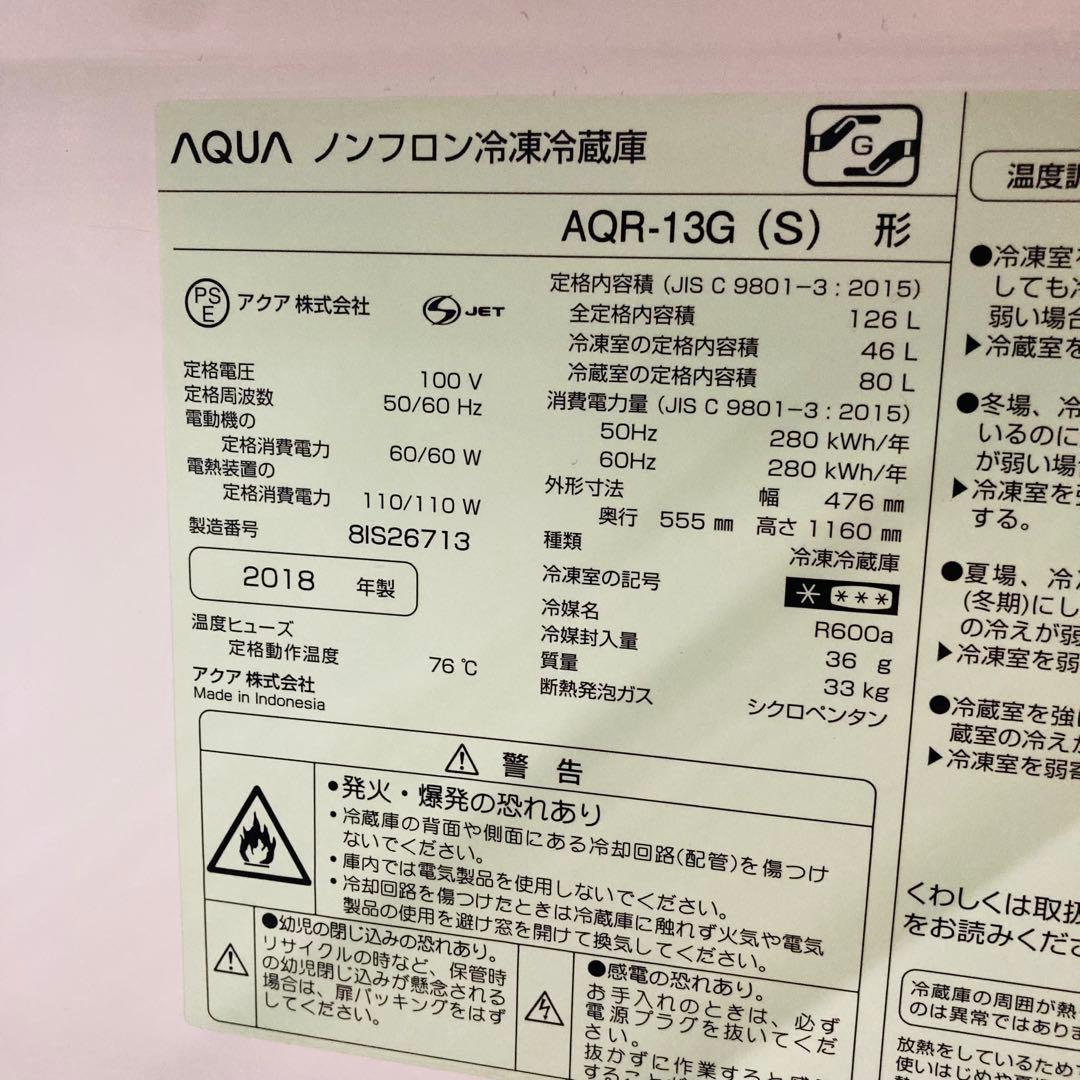 AQUA ノンフロン冷凍冷蔵庫
G
AQR-13G (S) 形
PSE アクア 株式会社
S JET
定格電圧 100 V
定格周波数 50/60 Hz
電動機の
定格消費電力 60/60 W
電熱装置の
定格消費電力 110/110 W
製造番号 8IS26713
2018 年製
温度ヒューズ
定格動作温度 76 ℃
アクア 株式会社
Made in Indonesia
定格内容積 (JIS C 9801-3 : 2015)
全定格内容積 126 L
冷凍室の定格内容積 46 L
冷蔵室の定格内容積 80 L
消費電力量 (JIS C 9801-3 : 2015)
50Hz 280 kWh/年
60Hz 280 kWh/年
外形寸法 幅 476 ㎜
奥行 555 ㎜ 高さ 1160 ㎜
種類 冷凍冷蔵庫
冷凍室の記号 * ***
冷媒名 R600a
冷媒封入量 36 g
質量 33 kg
断熱発泡ガス シクロペンタン
⚠ 警 告
•発火・爆発の恐れあり
・冷蔵庫の背面や側面にある冷却回路(配管)を傷つけ
ないでください。
・庫内では電気製品を使用しないでください。
・冷却回路を傷つけたときは冷蔵庫に触れず火気や電気
製品の使用を避け窓を開けて換気してください。
●幼児の閉じ込みの恐れあり。
リサイクルの時など、保管時
の幼児閉じ込みが懸念される
場合は、扉パッキングをはず
してください。
●感電の恐れあり。
お手入れのときは、必ず
電源プラグを抜いてくだ
さい。
抜かずに作業すると感
することが
温度調
●冷凍室を
しても冷
弱い場合
▶冷蔵室を
●冬場、冷
いるのに
が弱い場合
▶冷凍室を強
する。
●夏場、冷
(冬期)にし
の冷えが弱
▶冷凍室を弱
●冷蔵室を強に
蔵室の冷えが
▶冷凍室を弱
くわしくは取扱
をお読みくださ
冷蔵庫の周囲が熱
のは異常ではありま
放熱をしているためで
使いはじめや夏